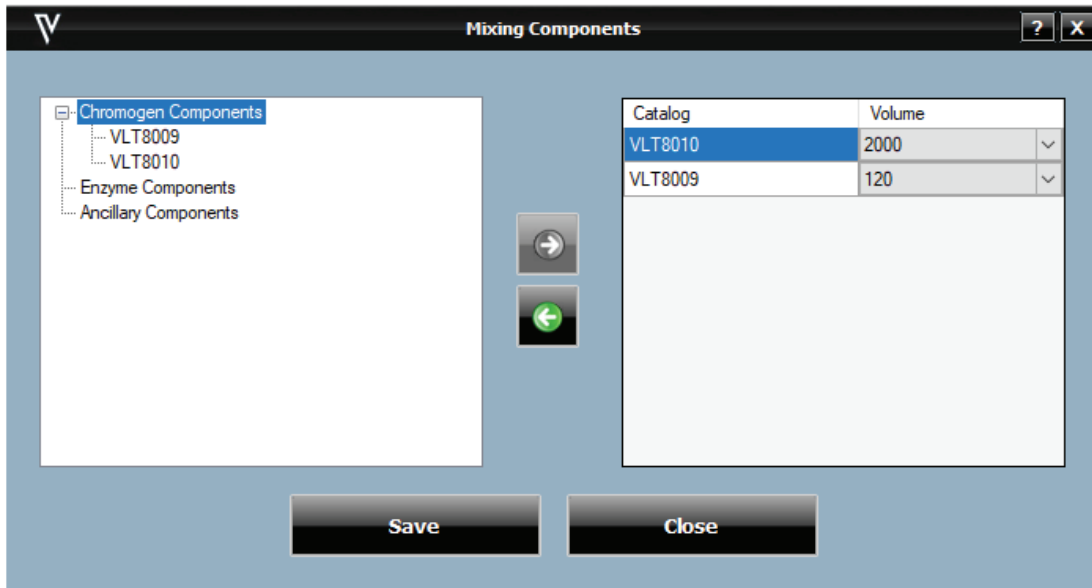 Mixing Components
? X
Chromogen Components
VLT8009
VLT8010
Enzyme Components
Ancillary Components
Catalog Volume
VLT8010 2000
VLT8009 120
Save Close